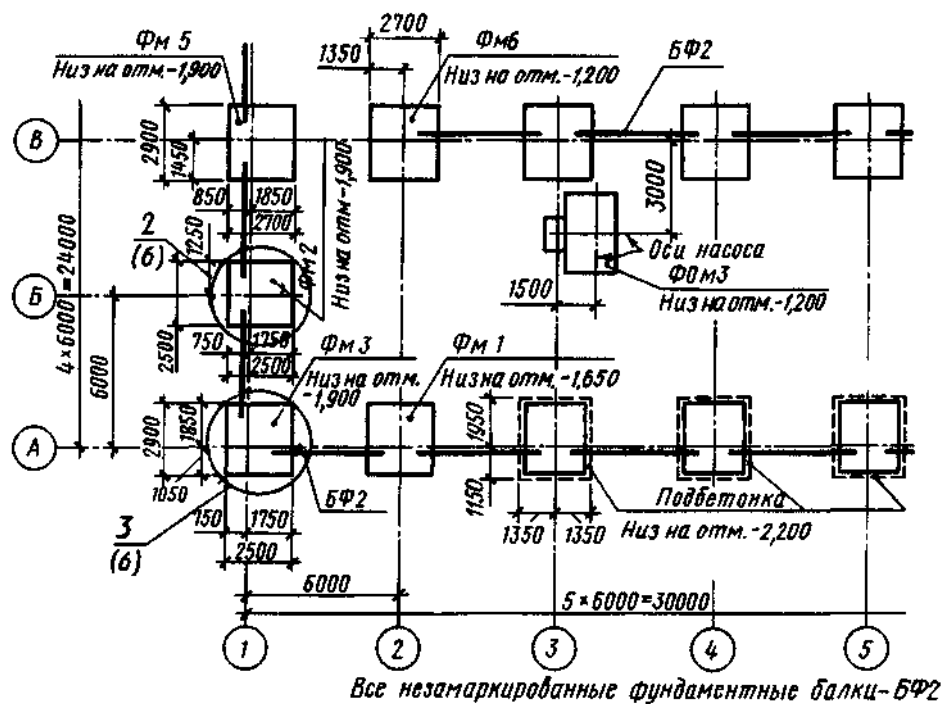 Фм 5
Низ на отм.-1,900
2700
1350
Фм6
Низ на отм.-1,200
БФ2
В
2900
1450
850
1850
2700
3000
Низ на отм-1,900
Фм 2
2
(6)
1250
Оси насоса
ФОм3
Низ на отм.-1,200
1500
Б
4×6000=24000
6000
2500
750
1750
2500
Фм 3
Низ на отм.
-1,900
Фм 1
Низ на отм.-1,650
А
2900
1850
1050
1950
1150
3
(6)
150
1750
2500
БФ2
1350
1350
Подбетонка
Низ на отм.-2,200
6000
5×6000=30000
1
2
3
4
5
Все незамаркированные фундаментные балки-БФ2